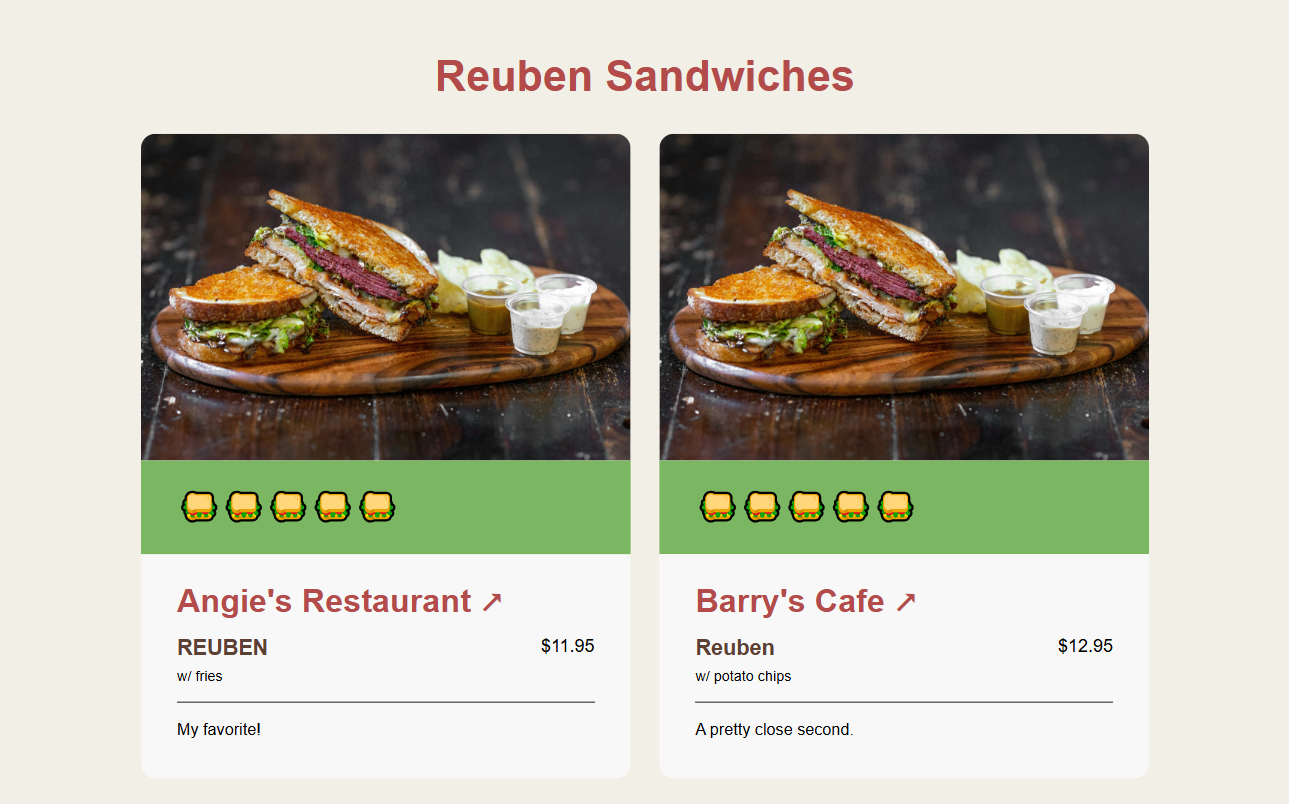 Reuben Sandwiches
Angie's Restaurant ↗
REUBEN $11.95
w/ fries
My favorite!
Barry's Cafe ↗
Reuben $12.95
w/ potato chips
A pretty close second.